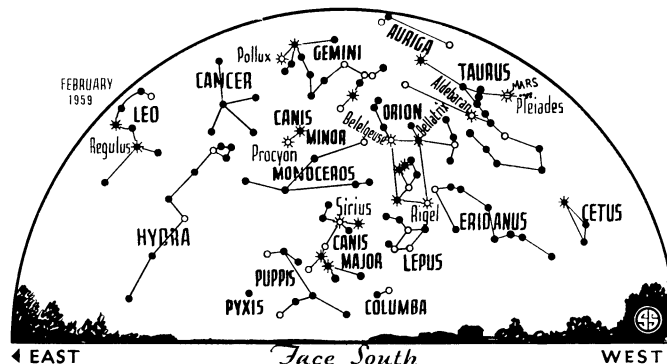 AURIGA
Pollux
GEMINI
TAURUS
MARS
FEBRUARY
1959
CANCER
Aldebaran
Pleiades
LEO
CANIS
MINOR
ORION
Betelgeuse
Bellatrix
Regulus
Procyon
MONOCEROS
Sirius
Rigel
CETUS
HYDRA
ERIDANUS
CANIS
MAJOR
LEPUS
PUPPIS
PYXIS
COLUMBA
EAST
Face South
WEST